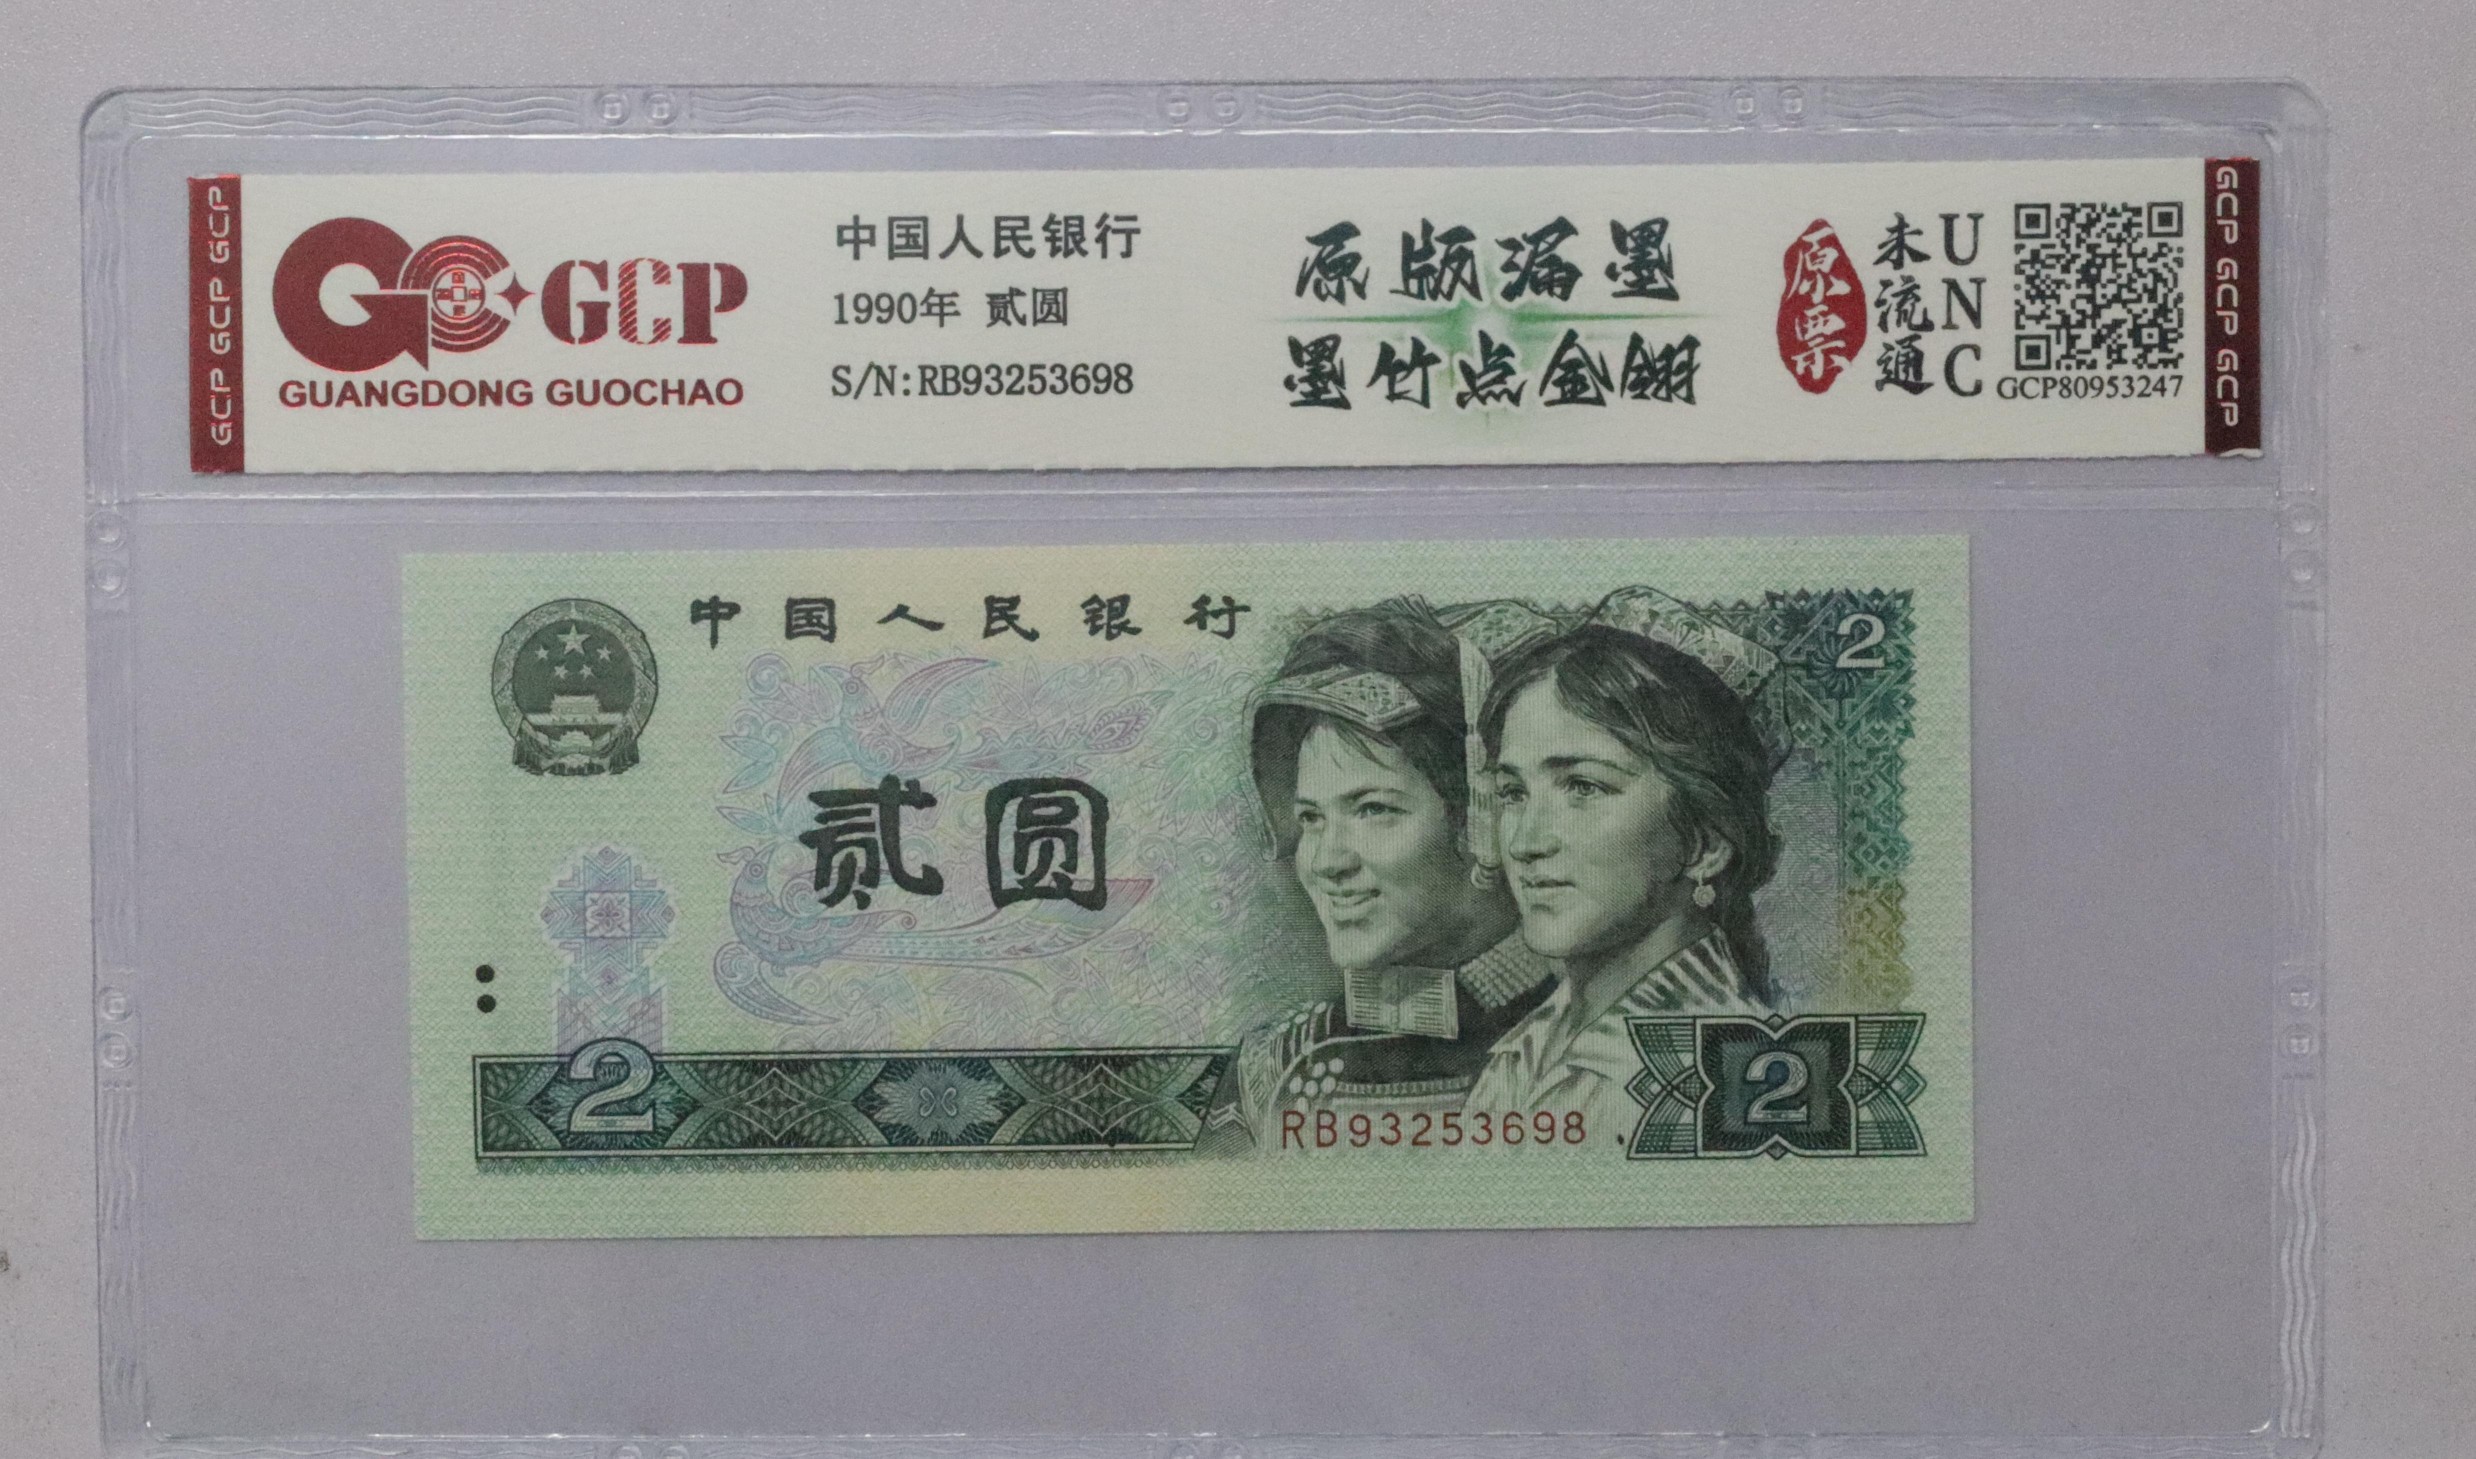 GCP GCP GCP
GCP
GUANGDONG GUOCHAO
中国人民银行
1990年 贰圆
S/N:RB93253698
原版漏墨
墨竹点金翎
原票
未流通
UNC
GCP80953247
GCP GCP GCP
中国人民银行
2
贰圆
2
RB93253698
2